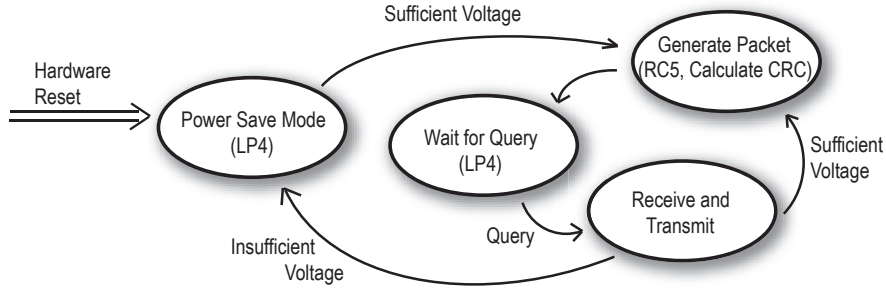 Sufficient Voltage
Hardware
Reset
Generate Packet
(RC5, Calculate CRC)
Power Save Mode
(LP4)
Wait for Query
(LP4)
Sufficient
Voltage
Receive and
Transmit
Query
Insufficient
Voltage